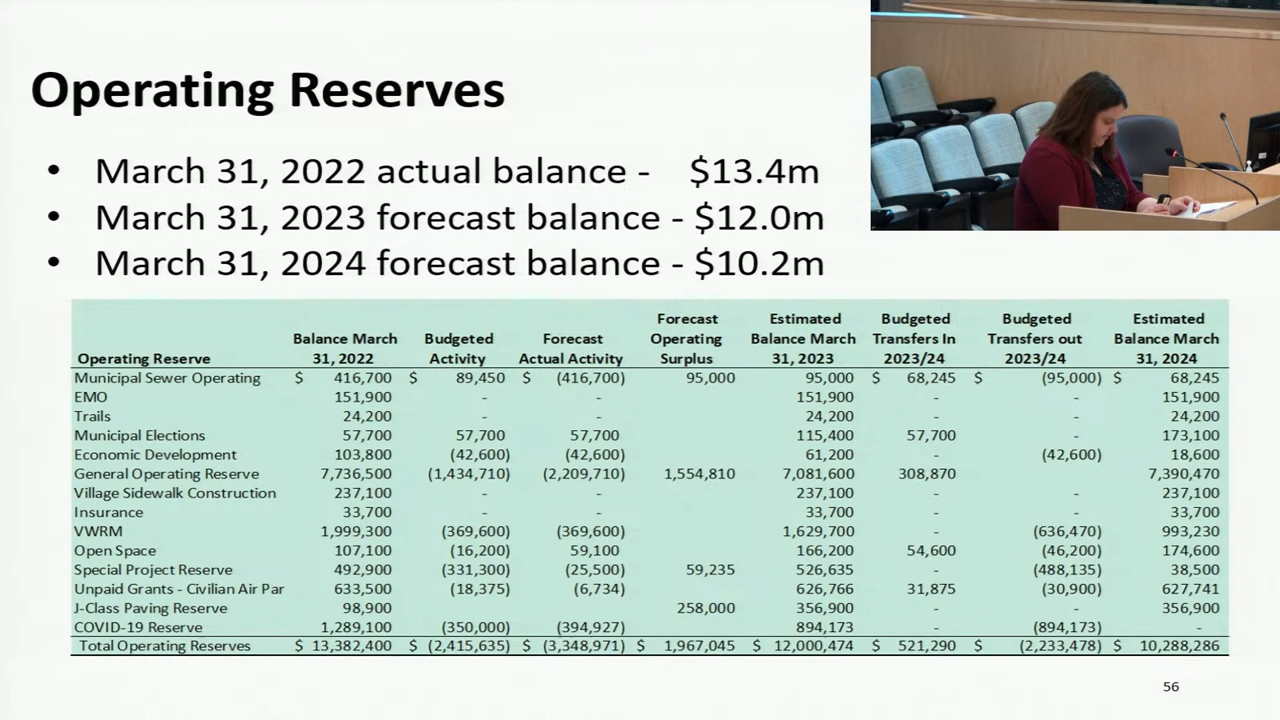 Operating Reserves
• March 31, 2022 actual balance - $13.4m
• March 31, 2023 forecast balance - $12.0m
• March 31, 2024 forecast balance - $10.2m
Operating Reserve | Balance March 31, 2022 | Budgeted Activity | Forecast Actual Activity | Forecast Operating Surplus | Estimated Balance March 31, 2023 | Budgeted Transfers In 2023/24 | Budgeted Transfers out 2023/24 | Estimated Balance March 31, 2024
Municipal Sewer Operating $ 416,700 $ 89,450 $ (416,700) 95,000 95,000 $ 68,245 $ (95,000) $ 68,245
EMO 151,900 - - 151,900 - - 151,900
Trails 24,200 - - 24,200 - - 24,200
Municipal Elections 57,700 57,700 57,700 115,400 57,700 - 173,100
Economic Development 103,800 (42,600) (42,600) 61,200 - (42,600) 18,600
General Operating Reserve 7,736,500 (1,434,710) (2,209,710) 1,554,810 7,081,600 308,870 7,390,470
Village Sidewalk Construction 237,100 - - 237,100 - - 237,100
Insurance 33,700 - - 33,700 - - 33,700
VWRM 1,999,300 (369,600) (369,600) 1,629,700 - (636,470) 993,230
Open Space 107,100 (16,200) 59,100 166,200 54,600 (46,200) 174,600
Special Project Reserve 492,900 (331,300) (25,500) 59,235 526,635 - (488,135) 38,500
Unpaid Grants - Civilian Air Par 633,500 (18,375) (6,734) 626,766 31,875 (30,900) 627,741
J-Class Paving Reserve 98,900 258,000 356,900 - - 356,900
COVID-19 Reserve 1,289,100 (350,000) (394,927) 894,173 - (894,173) -
Total Operating Reserves $ 13,382,400 $ (2,415,635) $ (3,348,971) $ 1,967,045 $ 12,000,474 $ 521,290 $ (2,233,478) $ 10,288,286
56